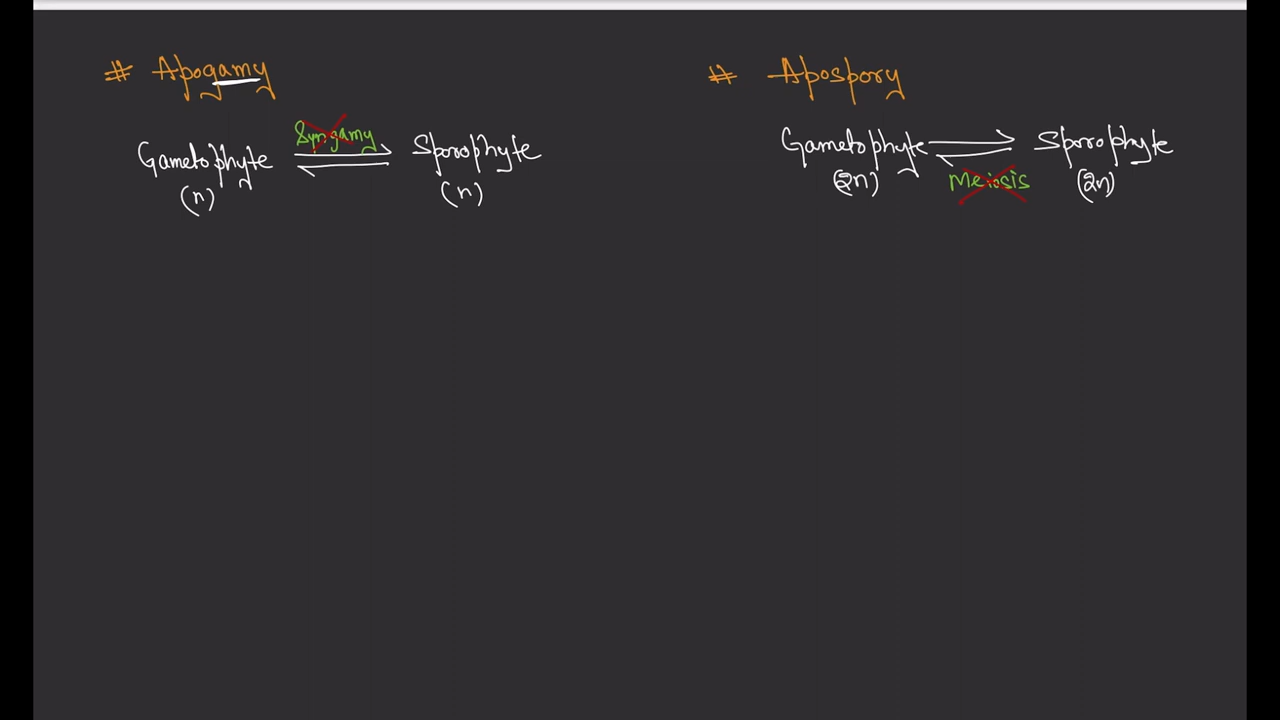 # Apogamy
Gametophyte Syngamy Sporophyte
(n) (n)
# Apospory
Gametophyte Sporophyte
(2n) Meiosis (2n)